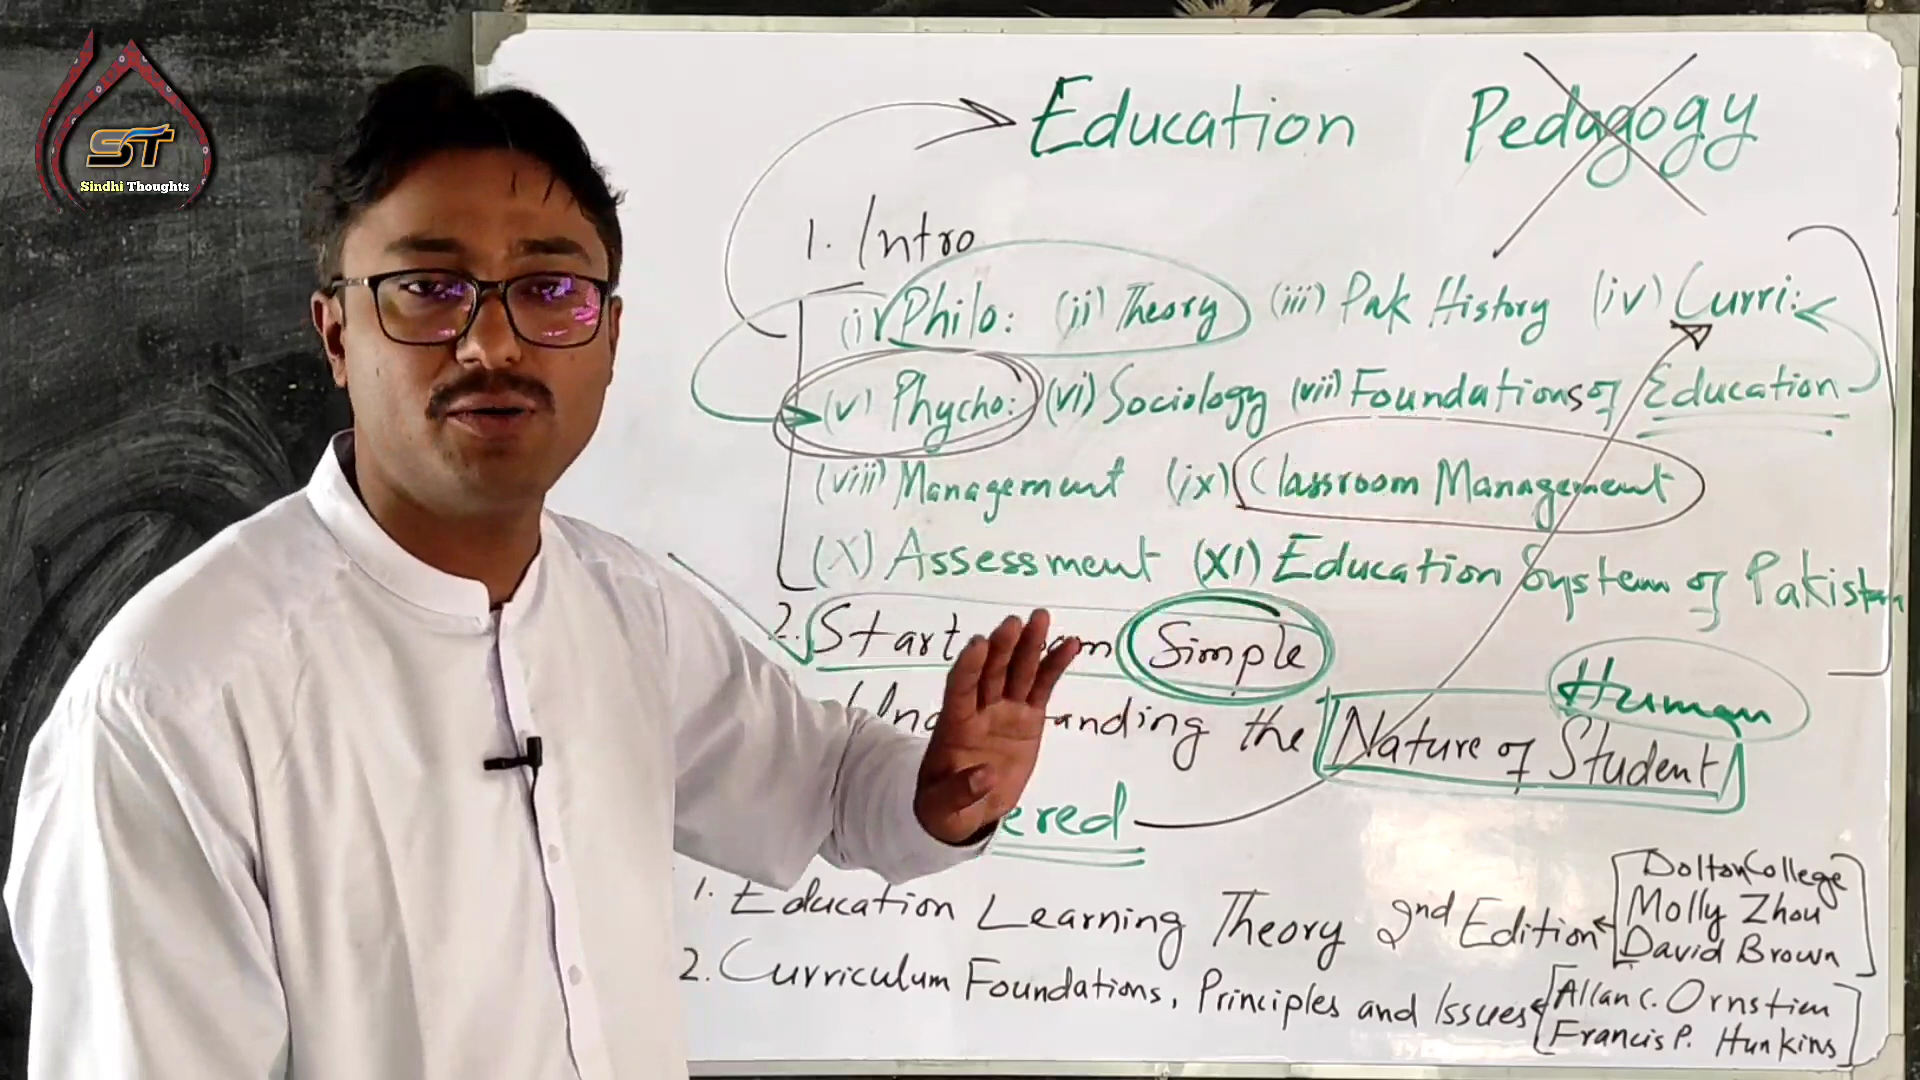 ST
Sindhi Thoughts
Education Pedagogy
1. Intro
(i) Philo: (ii) Theory (iii) Pak History (iv) Curri:
(v) Phycho: (vi) Sociology (vii) Foundations of Education
(viii) Management (ix) Classroom Management
(X) Assessment (XI) Education System of Pakistan
2. Start Simple
Human
the Nature of Student
1. Education Learning Theory 2nd Edition
Dolton College
Molly Zhou
David Brown
2. Curriculum Foundations, Principles and Issues
Allan C. Ornstien
Francis P. Hunkins